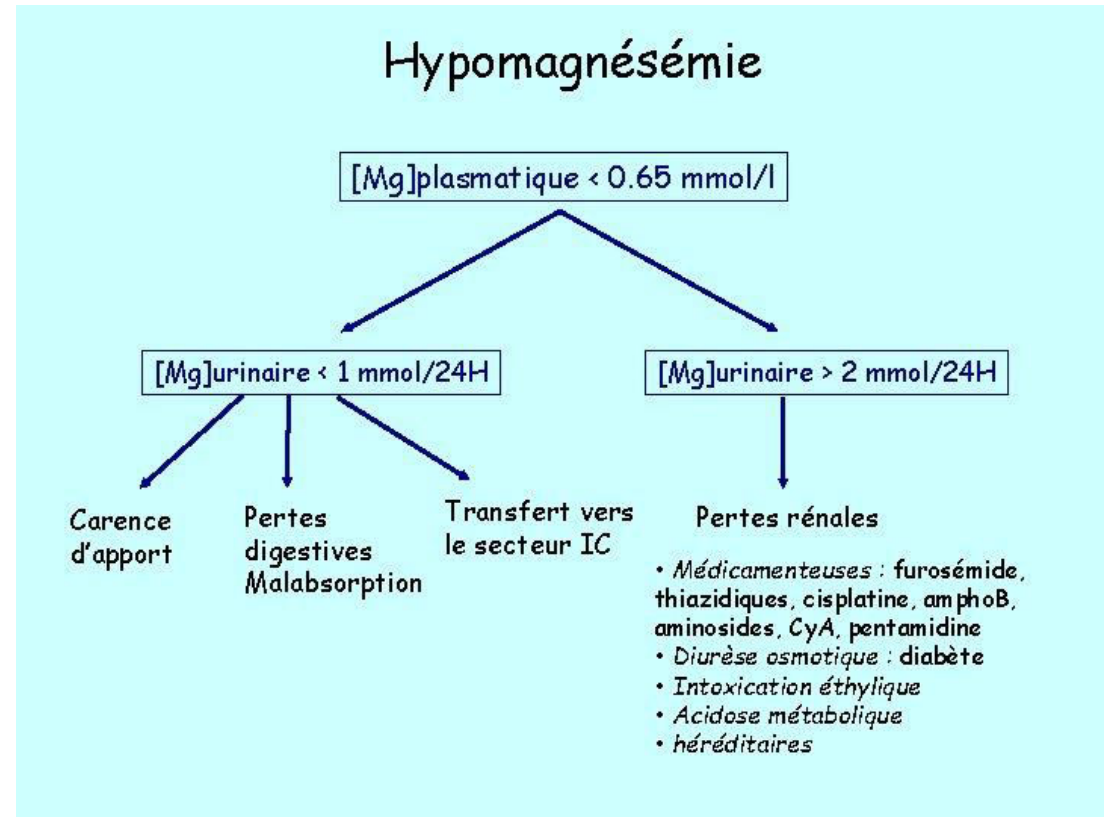 Hypomagnésémie
[Mg]plasmatique < 0.65 mmol/l
[Mg]urinaire < 1 mmol/24H
[Mg]urinaire > 2 mmol/24H
Carence
d'apport
Pertes
digestives
Malabsorption
Transfert vers
le secteur IC
Pertes rénales
• Médicamenteuses : furosémide,
thiazidiques, cisplatine, amphoB,
aminosides, CyA, pentamidine
• Diurèse osmotique : diabète
• Intoxication éthylique
• Acidose métabolique
• héréditaires